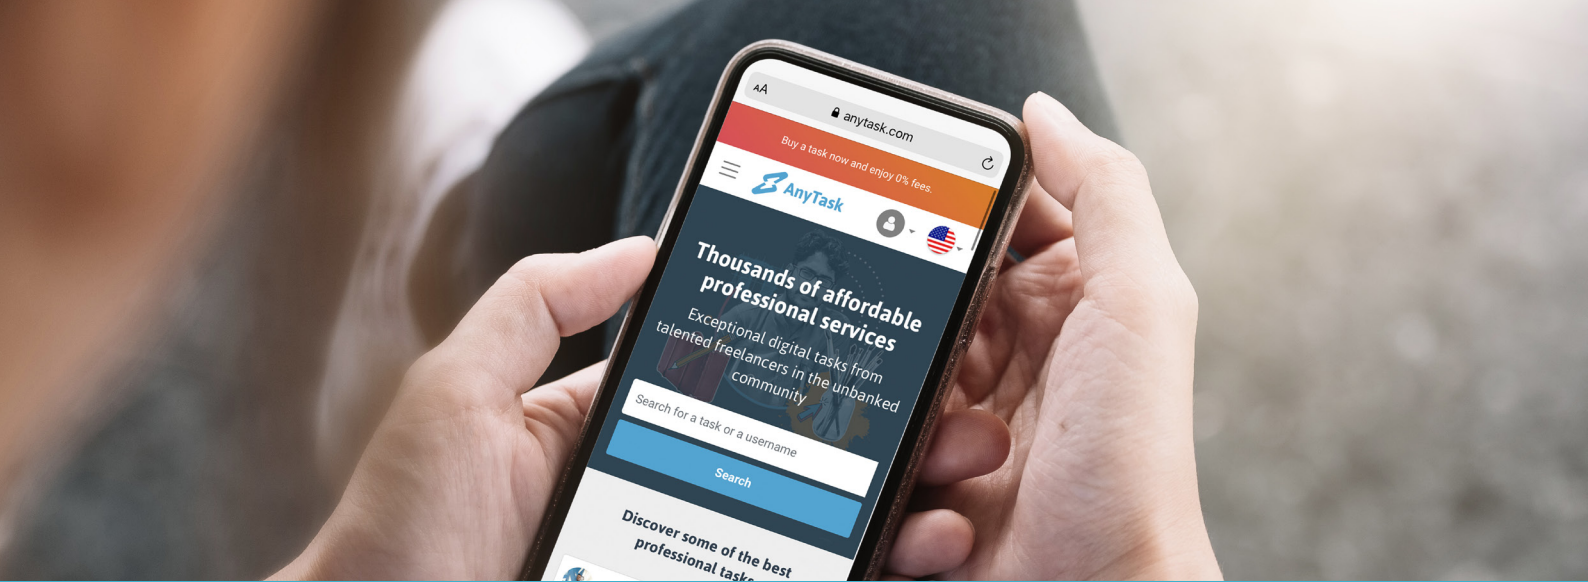 AA
anytask.com
Buy a task now and enjoy 0% fees.
AnyTask
Thousands of affordable
professional services
Exceptional digital tasks from
talented freelancers in the unbanked
community
Search for a task or a username
Search
Discover some of the best
professional tasks